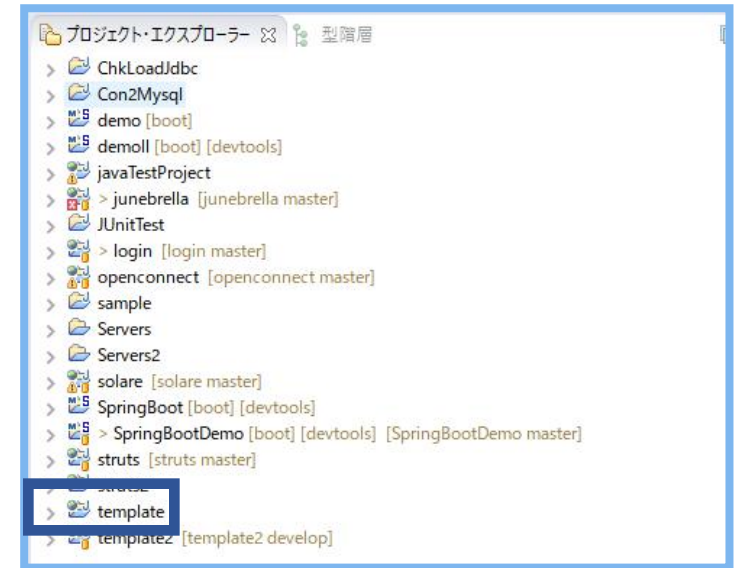 プロジェクト・エクスプローラー 型階層
ChkLoadJdbc
Con2Mysql
demo [boot]
demoll [boot] [devtools]
javaTestProject
> junebrella [junebrella master]
JUnitTest
> login [login master]
openconnect [openconnect master]
sample
Servers
Servers2
solare [solare master]
SpringBoot [boot] [devtools]
> SpringBootDemo [boot] [devtools] [SpringBootDemo master]
struts [struts master]
struts2
template
template2 [template2 develop]